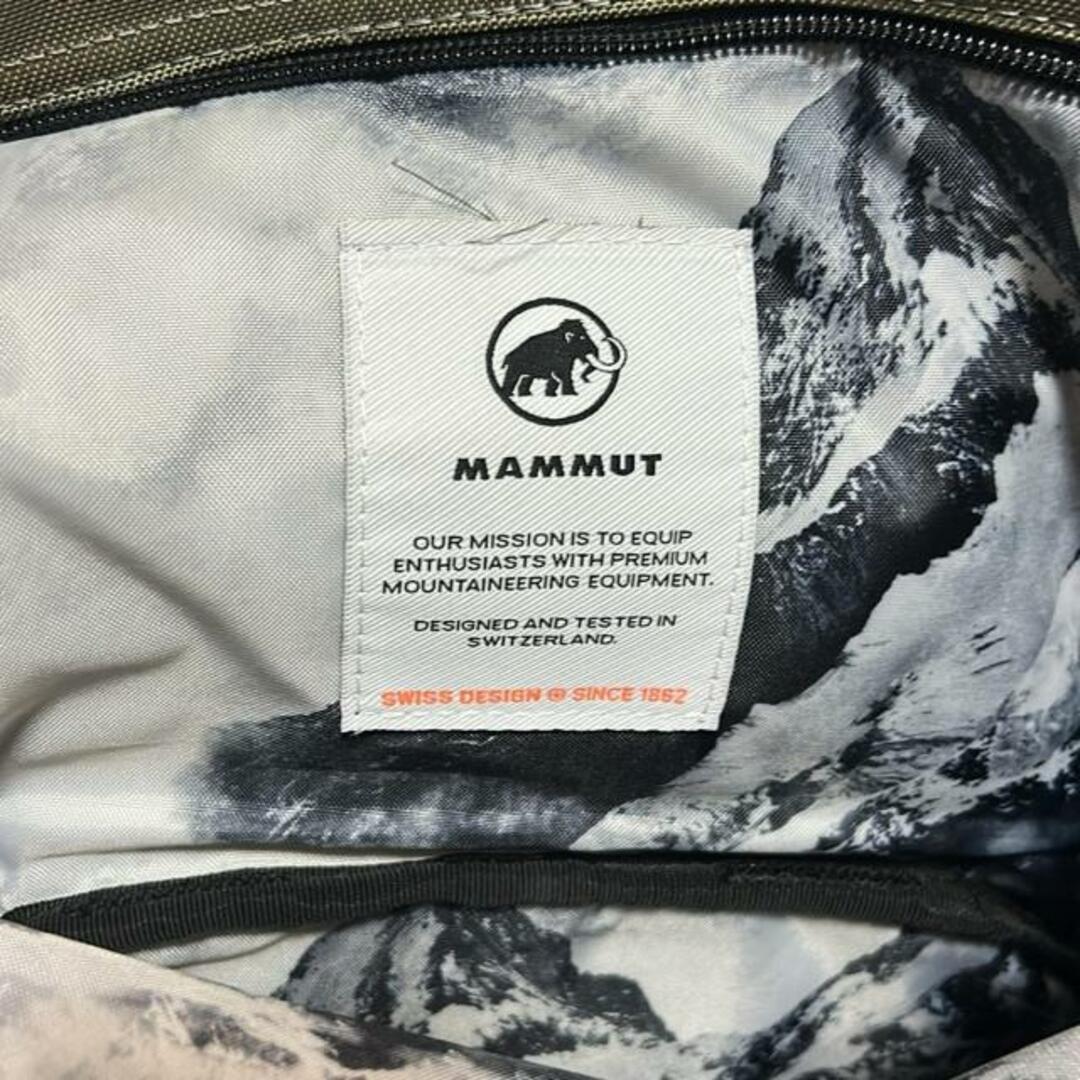 MAMMUT
OUR MISSION IS TO EQUIP
ENTHUSIASTS WITH PREMIUM
MOUNTAINEERING EQUIPMENT.
DESIGNED AND TESTED IN
SWITZERLAND.
SWISS DESIGN ⊕ SINCE 1862